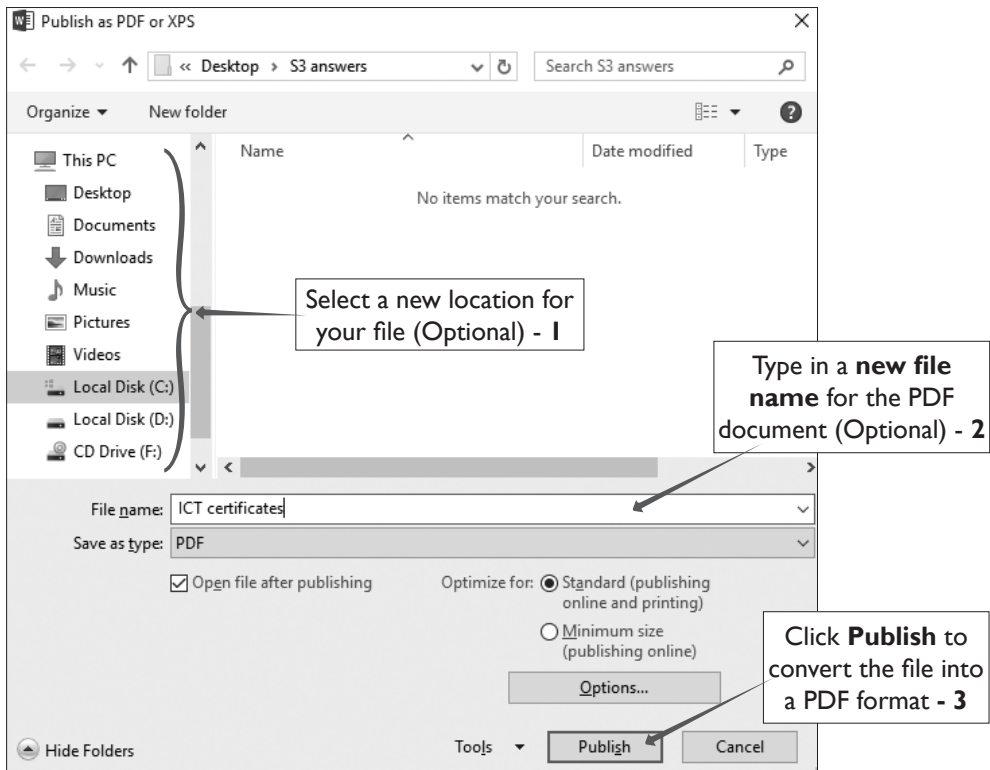 Publish as PDF or XPS
« Desktop › S3 answers
Search S3 answers
Organize
New folder
Name
Date modified
Type
No items match your search.
This PC
Desktop
Documents
Downloads
Music
Pictures
Videos
Local Disk (C:)
Local Disk (D:)
CD Drive (F:)
Select a new location for
your file (Optional) - 1
Type in a new file
name for the PDF
document (Optional) - 2
File name: ICT certificates
Save as type: PDF
Open file after publishing
Optimize for: Standard (publishing
online and printing)
Minimum size
(publishing online)
Options...
Click Publish to
convert the file into
a PDF format - 3
Hide Folders
Tools
Publish
Cancel